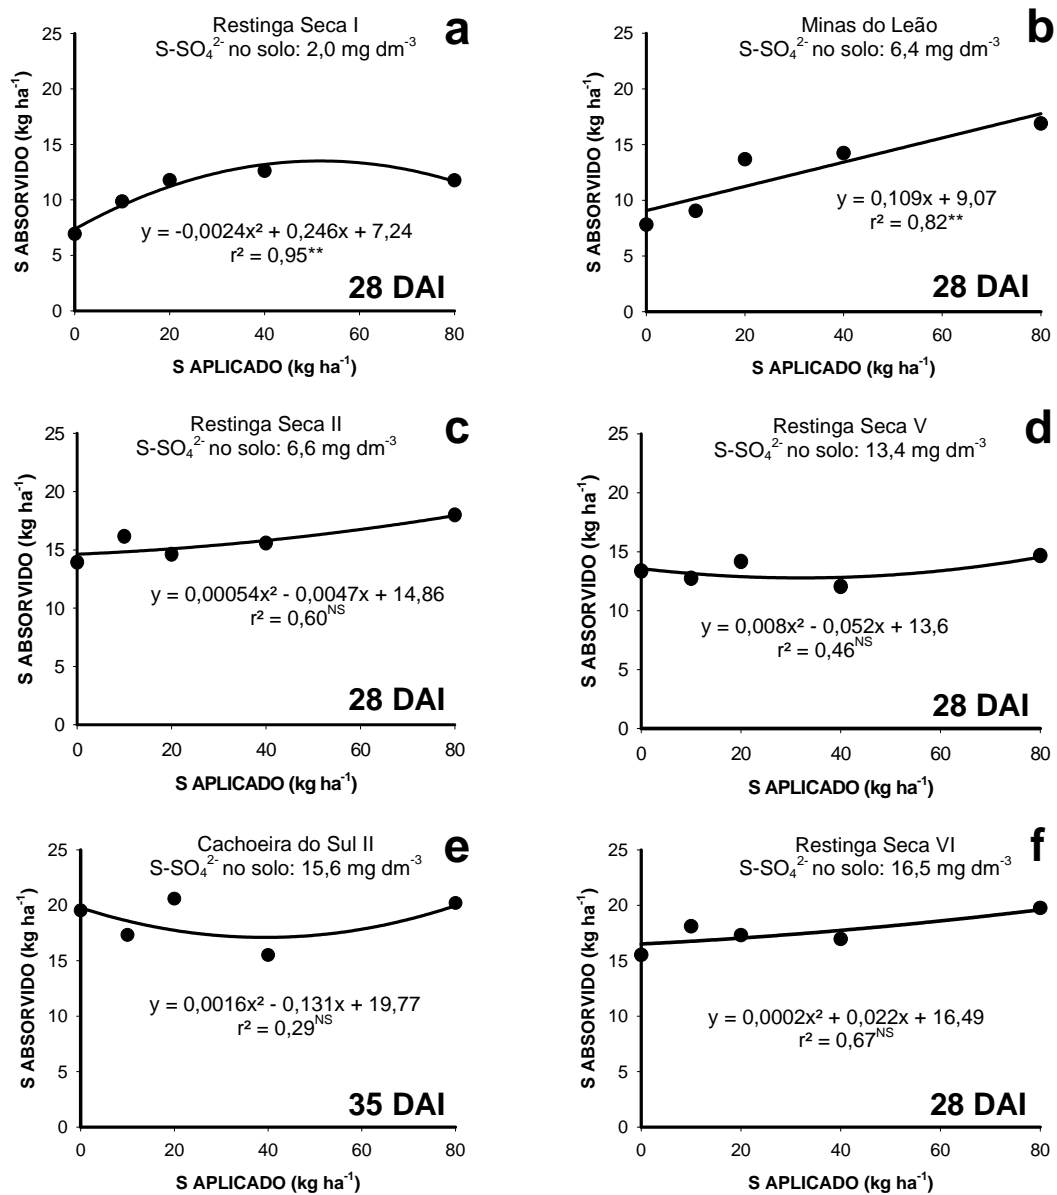 Restinga Seca I
a
S-SO₄²⁻ no solo: 2,0 mg dm⁻³
25
20
15
10
5
0
S ABSORVIDO (kg ha⁻¹)
y = -0,0024x² + 0,246x + 7,24
r² = 0,95**
28 DAI
0 20 40 60 80
S APLICADO (kg ha⁻¹)
Minas do Leão
b
S-SO₄²⁻ no solo: 6,4 mg dm⁻³
25
20
15
10
5
0
S ABSORVIDO (kg ha⁻¹)
y = 0,109x + 9,07
r² = 0,82**
28 DAI
0 20 40 60 80
S APLICADO (kg ha⁻¹)
Restinga Seca II
c
S-SO₄²⁻ no solo: 6,6 mg dm⁻³
25
20
15
10
5
0
S ABSORVIDO (kg ha⁻¹)
y = 0,00054x² - 0,0047x + 14,86
r² = 0,60ᴺˢ
28 DAI
0 20 40 60 80
S APLICADO (kg ha⁻¹)
Restinga Seca V
d
S-SO₄²⁻ no solo: 13,4 mg dm⁻³
25
20
15
10
5
0
S ABSORVIDO (kg ha⁻¹)
y = 0,008x² - 0,052x + 13,6
r² = 0,46ᴺˢ
28 DAI
0 20 40 60 80
S APLICADO (kg ha⁻¹)
Cachoeira do Sul II
e
S-SO₄²⁻ no solo: 15,6 mg dm⁻³
25
20
15
10
5
0
S ABSORVIDO (kg ha⁻¹)
y = 0,0016x² - 0,131x + 19,77
r² = 0,29ᴺˢ
35 DAI
0 20 40 60 80
S APLICADO (kg ha⁻¹)
Restinga Seca VI
f
S-SO₄²⁻ no solo: 16,5 mg dm⁻³
25
20
15
10
5
0
S ABSORVIDO (kg ha⁻¹)
y = 0,0002x² + 0,022x + 16,49
r² = 0,67ᴺˢ
28 DAI
0 20 40 60 80
S APLICADO (kg ha⁻¹)